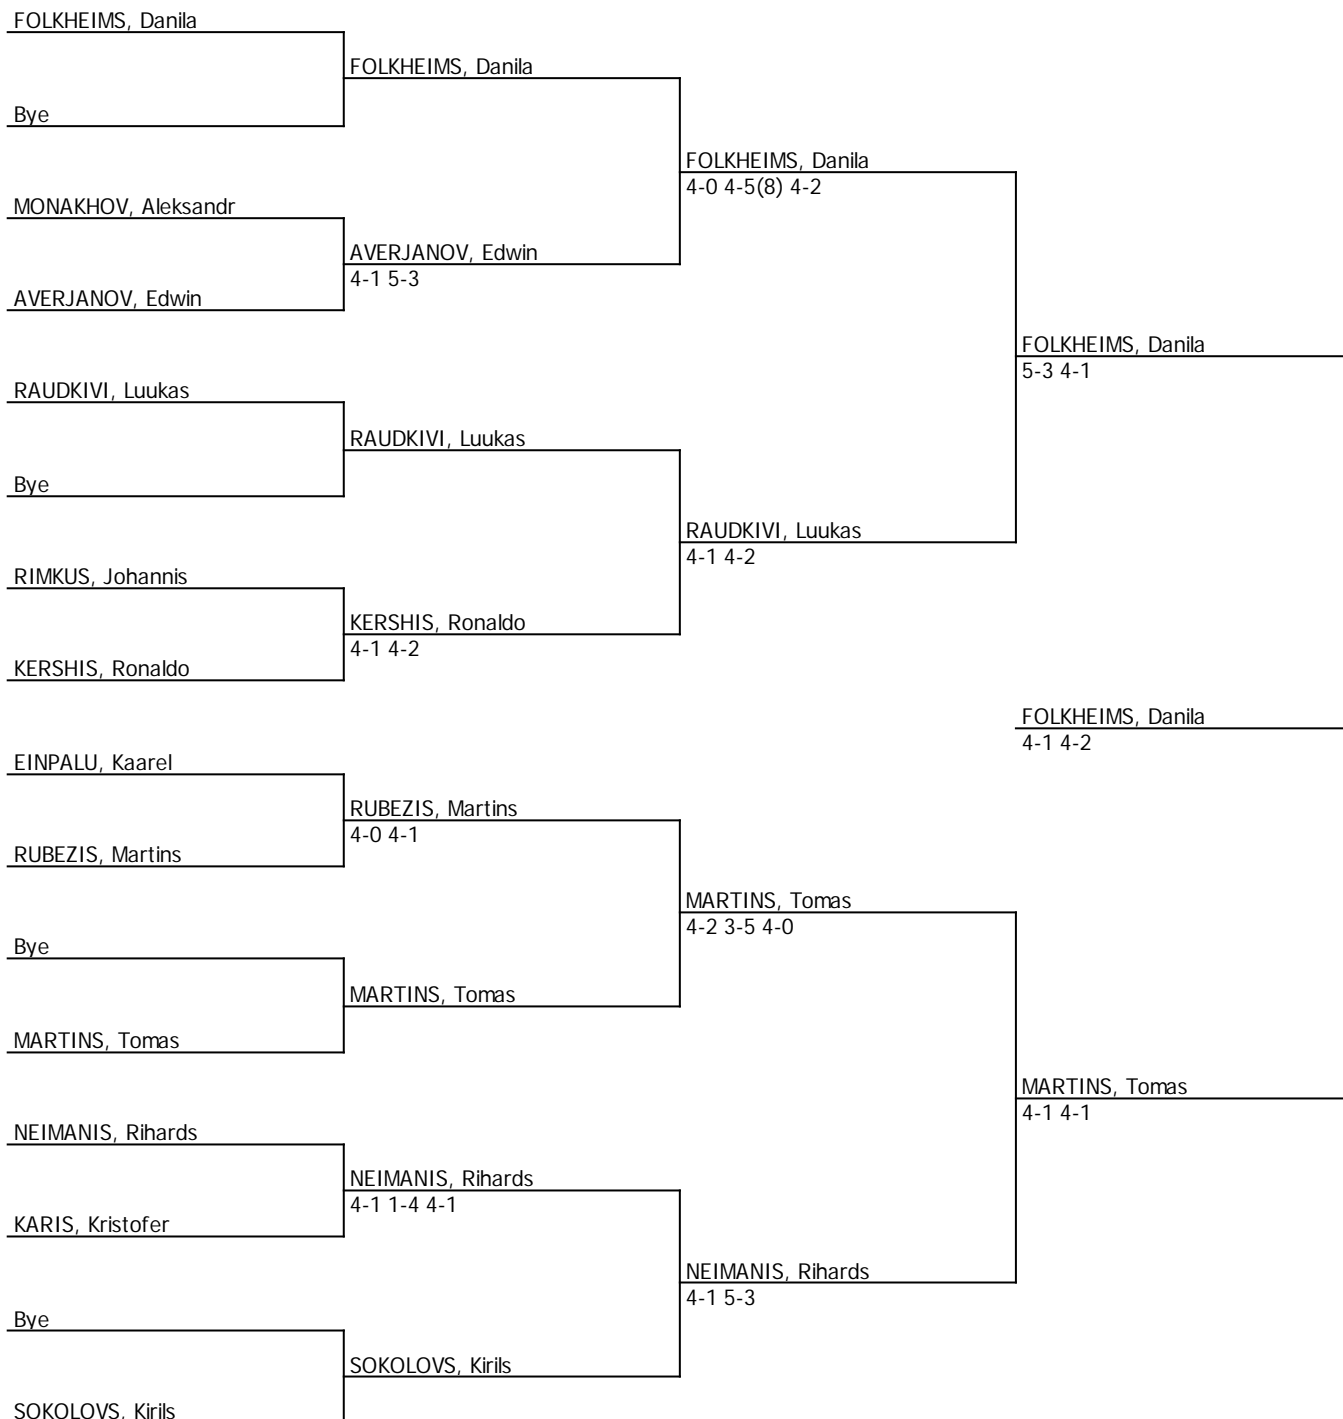 FOLKHEIMS, Danila
FOLKHEIMS, Danila
Bye
FOLKHEIMS, Danila
4-0 4-5(8) 4-2
MONAKHOV, Aleksandr
AVERJANOV, Edwin
4-1 5-3
AVERJANOV, Edwin
FOLKHEIMS, Danila
5-3 4-1
RAUDKIVI, Luukas
RAUDKIVI, Luukas
Bye
RAUDKIVI, Luukas
4-1 4-2
RIMKUS, Johannis
KERSHIS, Ronaldo
4-1 4-2
KERSHIS, Ronaldo
FOLKHEIMS, Danila
4-1 4-2
EINPALU, Kaarel
RUBEZIS, Martins
4-0 4-1
RUBEZIS, Martins
MARTINS, Tomas
4-2 3-5 4-0
Bye
MARTINS, Tomas
MARTINS, Tomas
MARTINS, Tomas
4-1 4-1
NEIMANIS, Rihards
NEIMANIS, Rihards
4-1 1-4 4-1
KARIS, Kristofer
NEIMANIS, Rihards
4-1 5-3
Bye
SOKOLOVS, Kirils
SOKOLOVS, Kirils